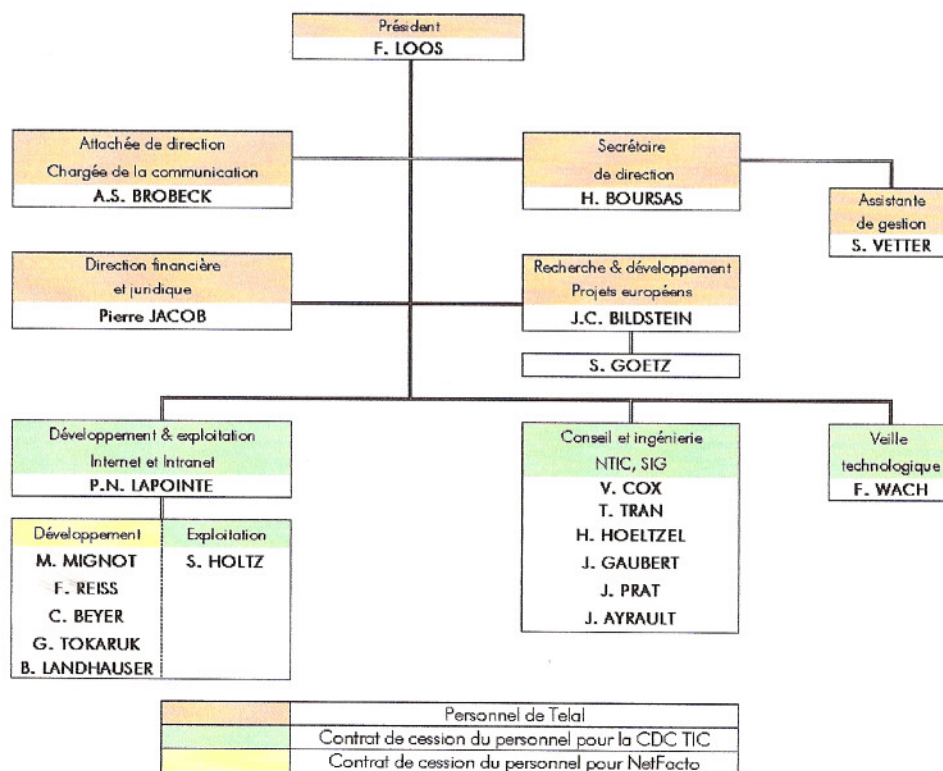 Président
F. LOOS
Attachée de direction
Chargée de la communication
A.S. BROBECK
Secrétaire
de direction
H. BOURSAS
Assistante
de gestion
S. VETTER
Direction financière
et juridique
Pierre JACOB
Recherche & développement
Projets européens
J.C. BILDSTEIN
S. GOETZ
Développement & exploitation
Internet et Intranet
P.N. LAPOINTE
Développement
M. MIGNOT
F. REISS
C. BEYER
G. TOKARUK
B. LANDHAUSER
Exploitation
S. HOLTZ
Conseil et ingénierie
NTIC, SIG
V. COX
T. TRAN
H. HOELTZEL
J. GAUBERT
J. PRAT
J. AYRAULT
Veille
technologique
F. WACH
Personnel de Telal
Contrat de cession du personnel pour la CDC TIC
Contrat de cession du personnel pour NetFacto